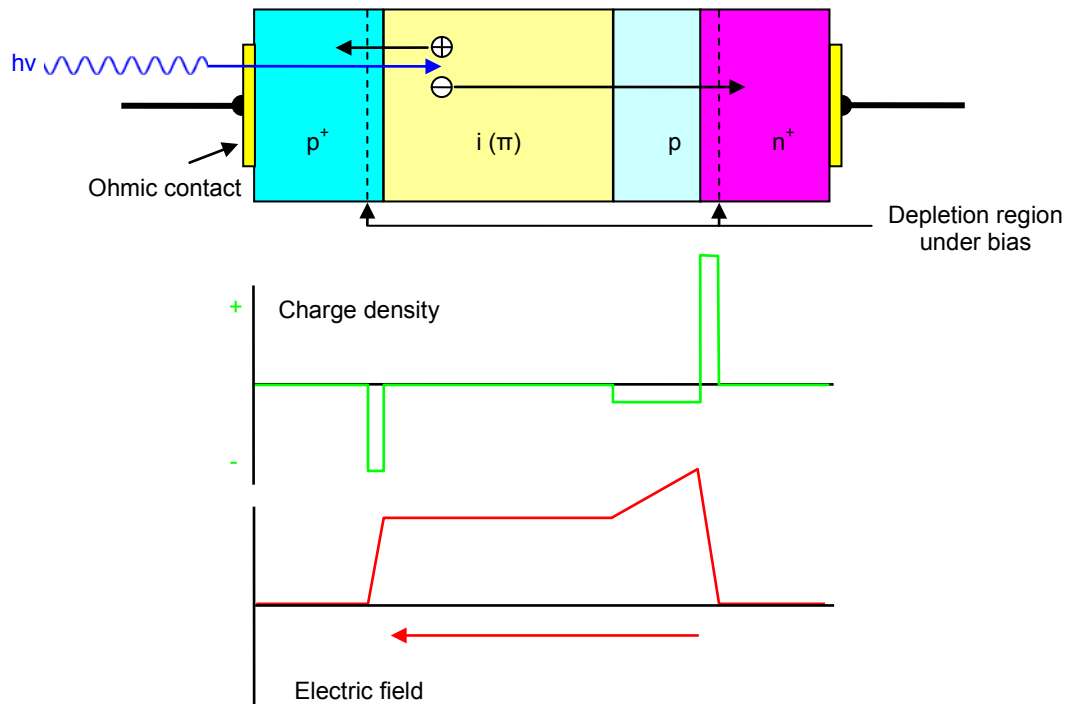 hv
p+
i (π)
p
n+
Ohmic contact
Depletion region
under bias
+
Charge density
-
Electric field